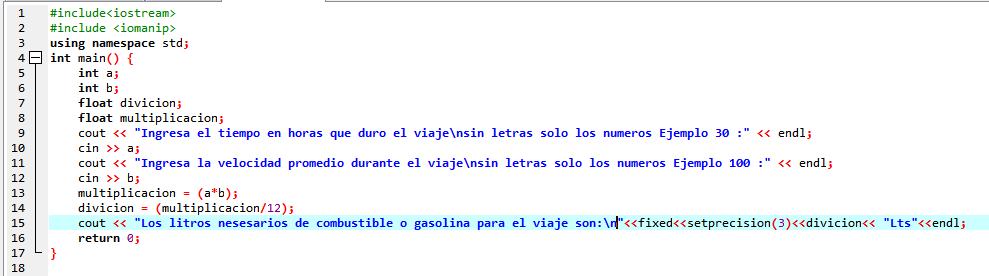 1 #include<iostream>
2 #include <iomanip>
3 using namespace std;
4 int main() {
5 int a;
6 int b;
7 float divicion;
8 float multiplicacion;
9 cout << "Ingresa el tiempo en horas que duro el viaje\nsin letras solo los numeros Ejemplo 30 :" << endl;
10 cin >> a;
11 cout << "Ingresa la velocidad promedio durante el viaje\nsin letras solo los numeros Ejemplo 100 :" << endl;
12 cin >> b;
13 multiplicacion = (a*b);
14 divicion = (multiplicacion/12);
15 cout << "Los litros nesesarios de combustible o gasolina para el viaje son:\n"<<fixed<<setprecision(3)<<divicion<< "Lts"<<endl;
16 return 0;
17 }
18